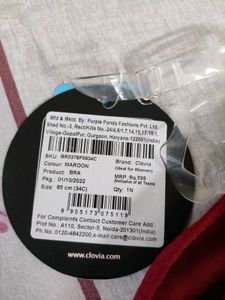 Mfd & Mktd. By: Purple Panda Fashions Pvt. Ltd.
Shed No.-3, Rect/Kills No.-24/4,6/1,7,14,15,17,18/1,
Village-GopalPur, Gurgoon, Haryana-122001(India)
SKU: BR0376P0934C
Brand: Clovia
(Ideal for Women)
Colour: MAROON
Product: BRA
Pkg: 01/10/2022
MRP: Rs.599
(Inclusive of all Taxes)
Size: 85 cm (34C)
Qty: 1N
8 905173 075119
For Complaints Contact Customer Care Add.
Plot No. A110, Sector-5, Noida-201301(India)
Ph No.0120-4842200, e-mail:care@clovia.com
www.clovia.com